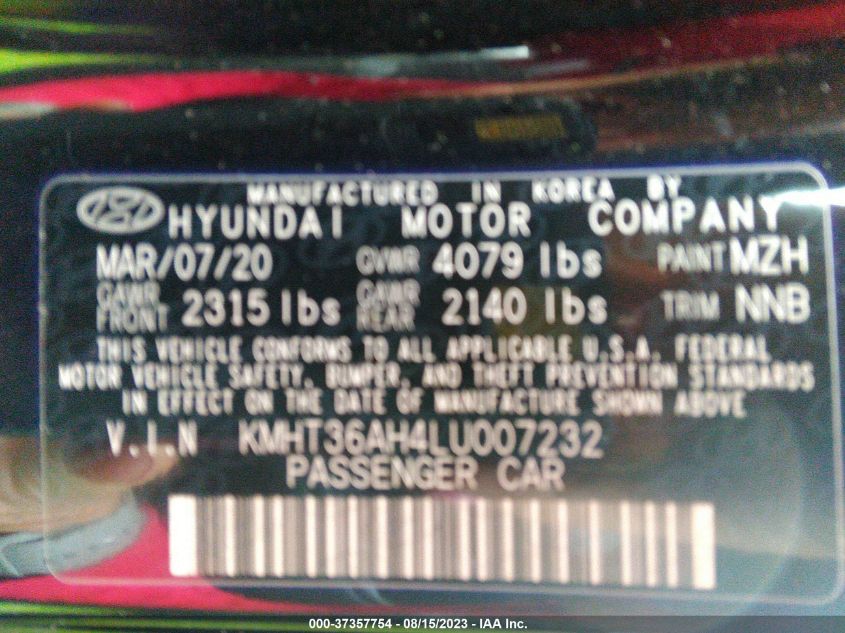 MANUFACTURED IN KOREA BY
HYUNDAI MOTOR COMPANY
MAR/07/20 GVWR 4079 lbs PAINT MZH
GAWR FRONT 2315 lbs GAWR REAR 2140 lbs TRIM NNB
THIS VEHICLE CONFORMS TO ALL APPLICABLE U.S.A. FEDERAL
MOTOR VEHICLE SAFETY, BUMPER, AND THEFT PREVENTION STANDARDS
IN EFFECT ON THE DATE OF MANUFACTURE SHOWN ABOVE
V.I.N KMHT36AH4LU007232
PASSENGER CAR
000-37357754 - 08/15/2023 - IAA Inc.